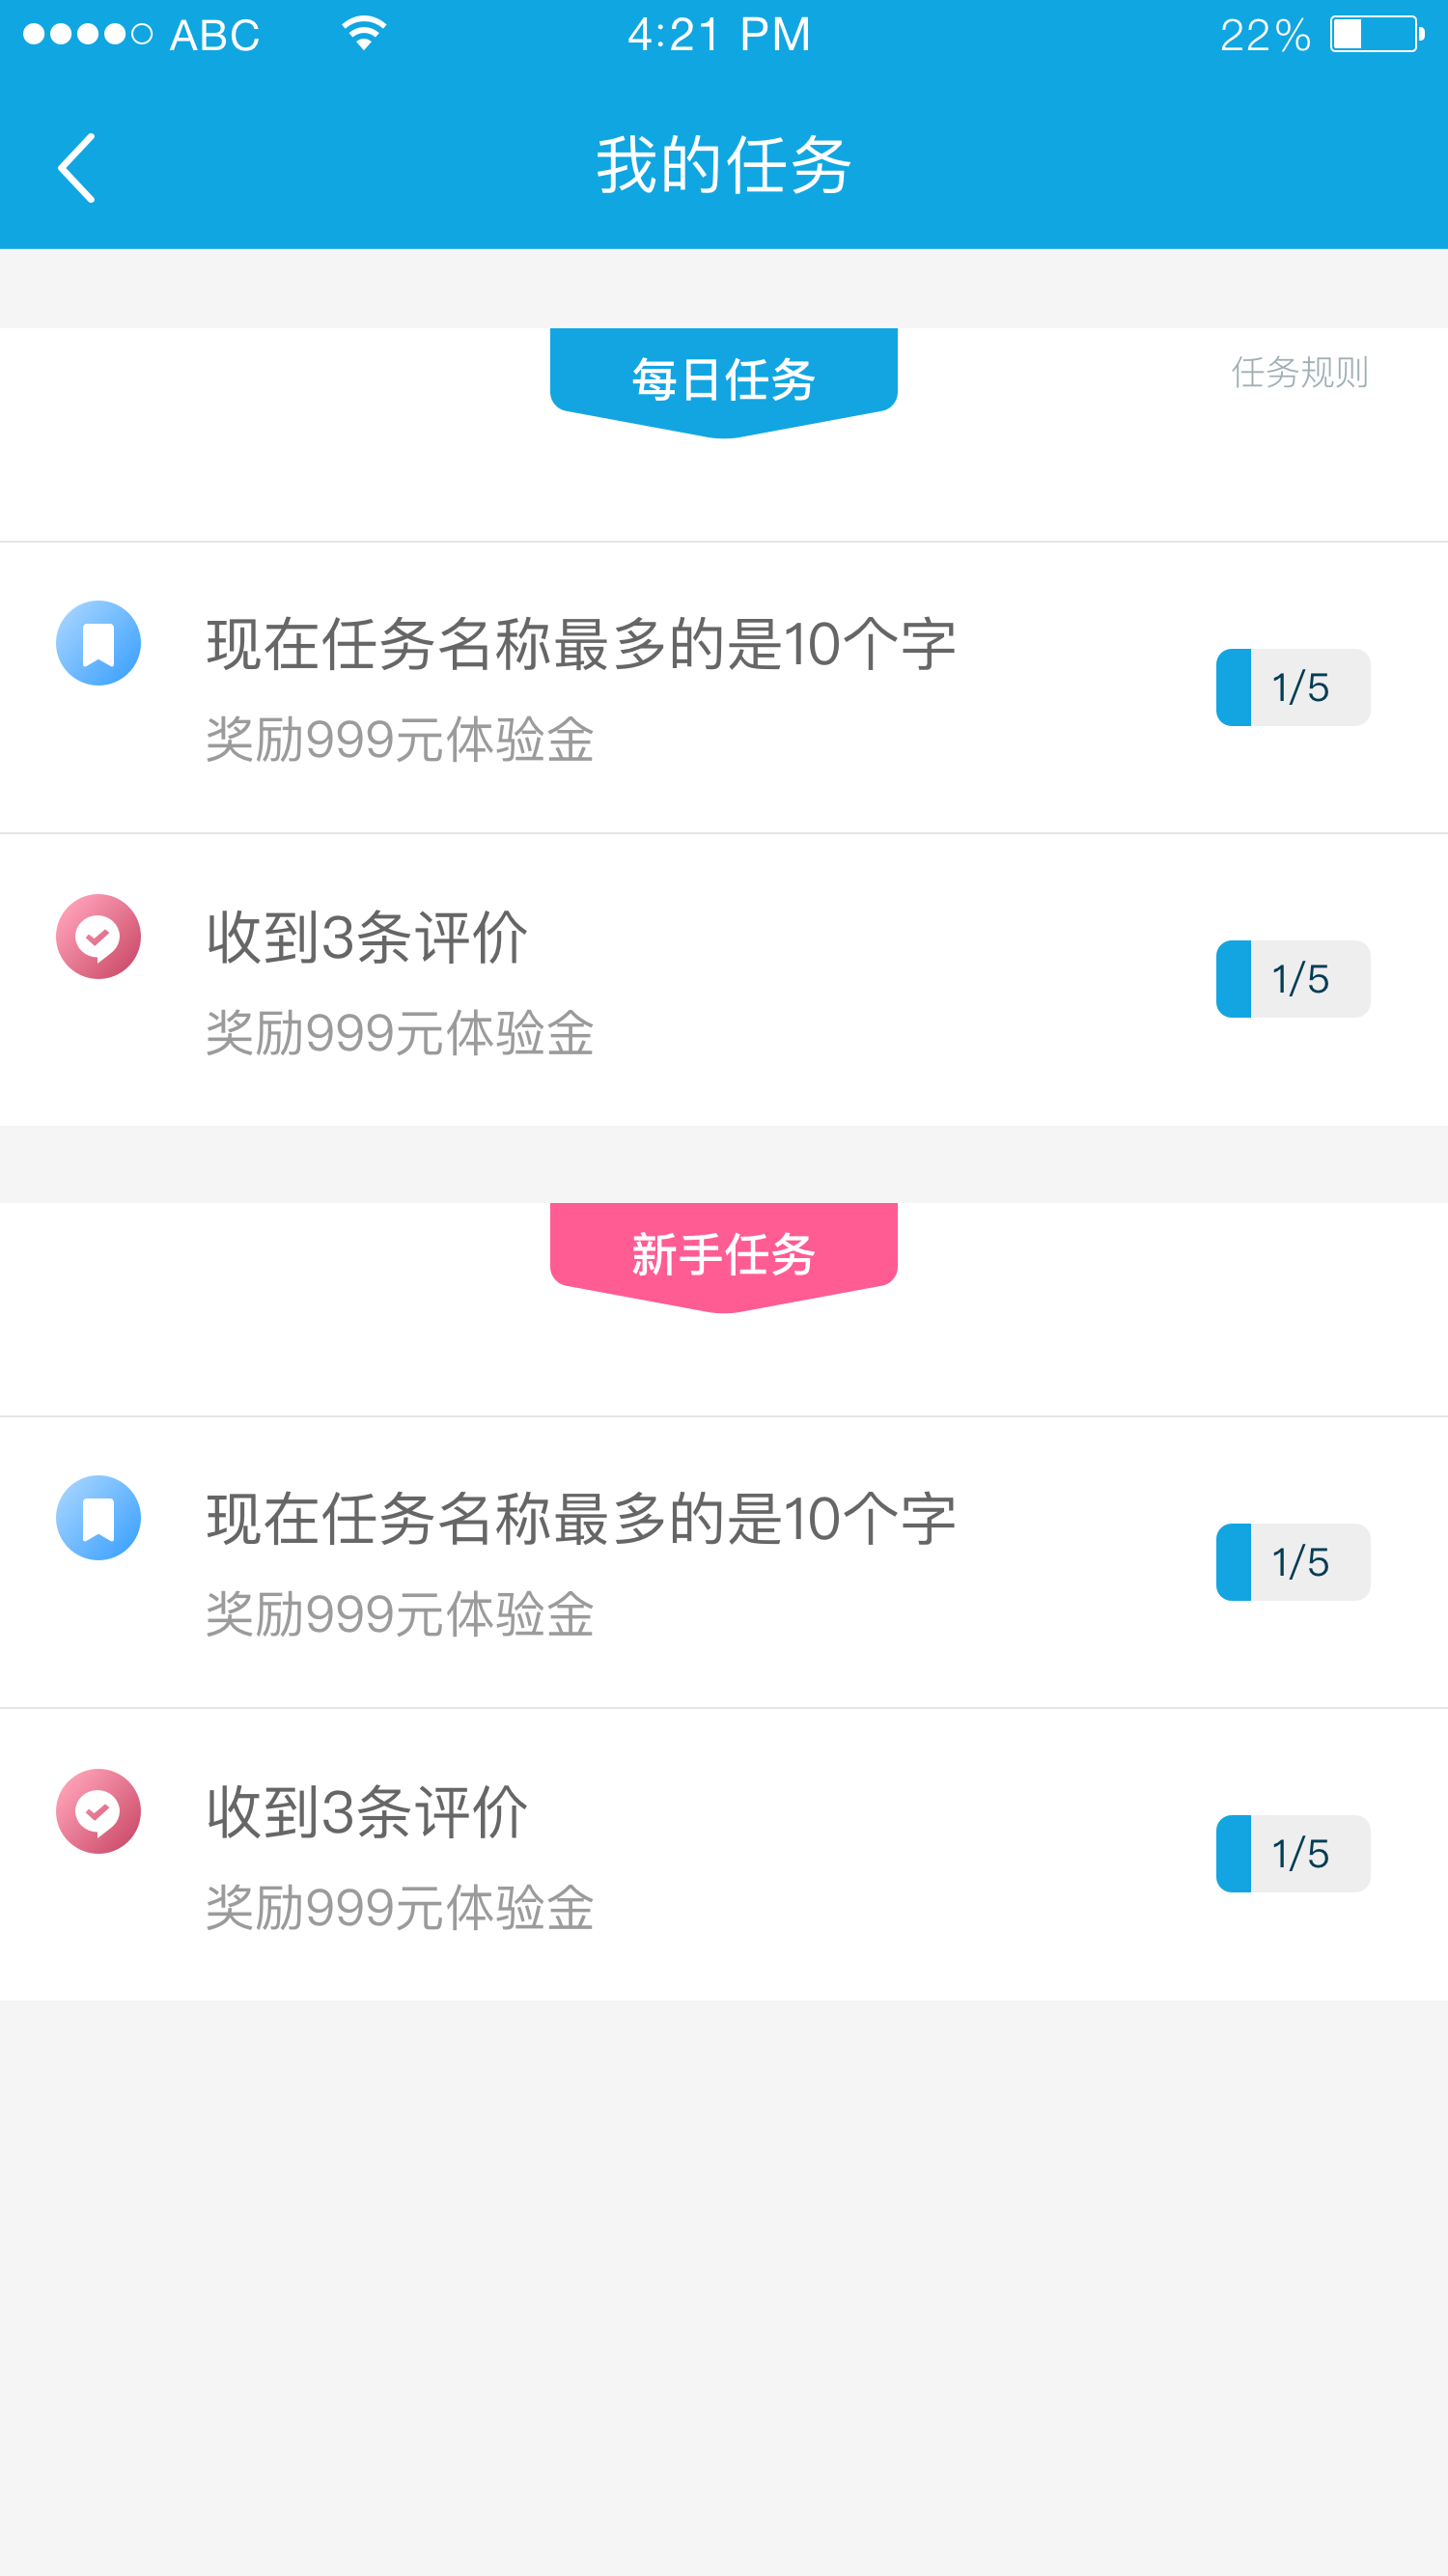 ABC 4:21 PM 22%
我的任务
每日任务
任务规则
现在任务名称最多的是10个字
奖励999元体验金
1/5
收到3条评价
奖励999元体验金
1/5
新手任务
现在任务名称最多的是10个字
奖励999元体验金
1/5
收到3条评价
奖励999元体验金
1/5